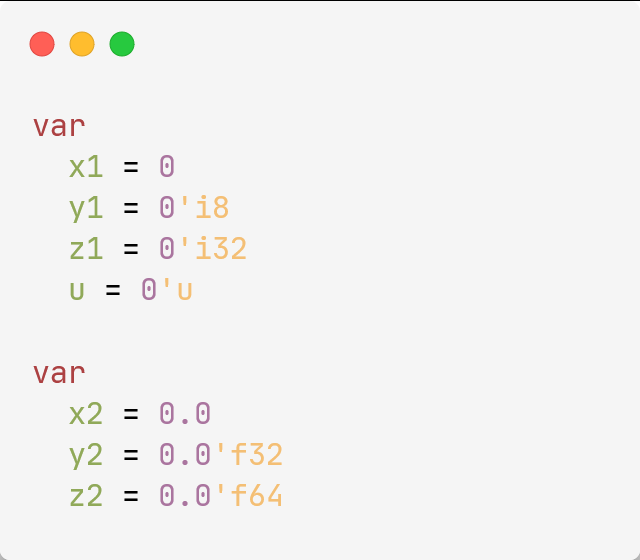 var
  x1 = 0
  y1 = 0'i8
  z1 = 0'i32
  u = 0'u

var
  x2 = 0.0
  y2 = 0.0'f32
  z2 = 0.0'f64